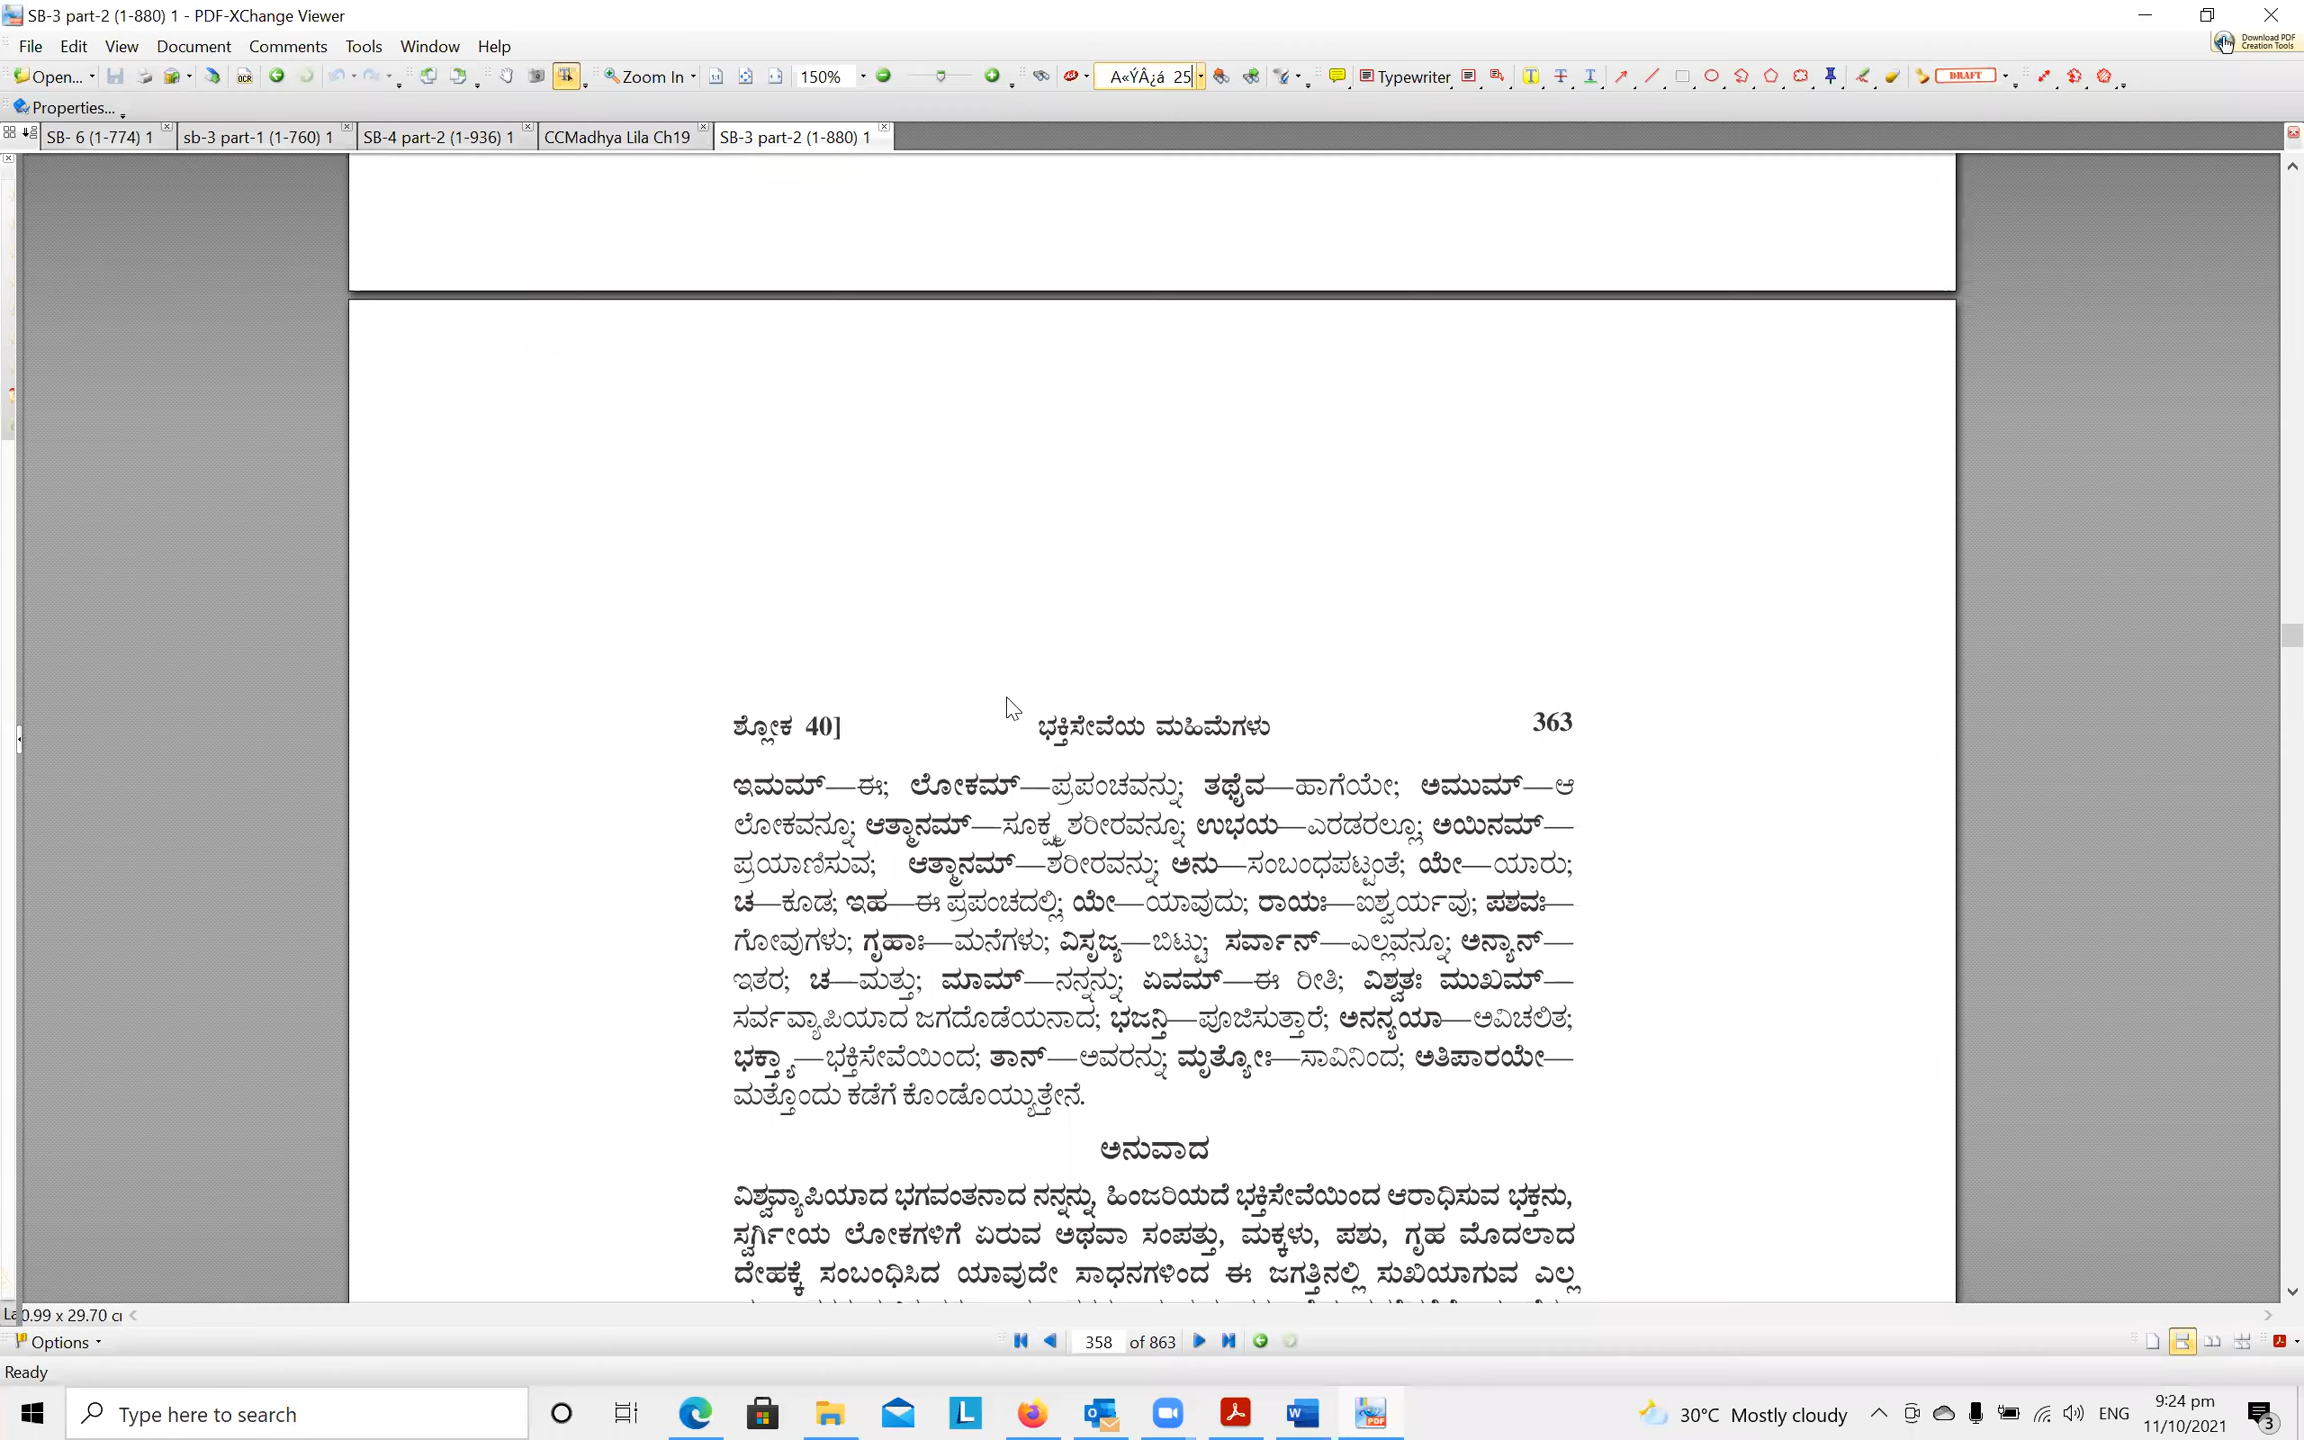 SB-3 part-2 (1-880) 1 - PDF-XChange Viewer
File Edit View Document Comments Tools Window Help
Download PDF Creation Tools
Open... OCR Zoom In 150% A«ÝÂ¿á 25 Typewriter DRAFT
Properties...
SB- 6 (1-774) 1 sb-3 part-1 (1-760) 1 SB-4 part-2 (1-936) 1 CCMadhya Lila Ch19 SB-3 part-2 (1-880) 1
ಶ್ಲೋಕ 40] ಭಕ್ತಿಸೇವೆಯ ಮಹಿಮೆಗಳು 363
ಇಮಮ್—ಈ; ಲೋಕಮ್—ಪ್ರಪಂಚವನ್ನು; ತಥೈವ—ಹಾಗೆಯೇ; ಅಮುಮ್—ಆ
ಲೋಕವನ್ನೂ; ಆತ್ಮಾನಮ್—ಸೂಕ್ಷ್ಮ ಶರೀರವನ್ನೂ; ಉಭಯ—ಎರಡರಲ್ಲೂ; ಅಯಿನಮ್—
ಪ್ರಯಾಣಿಸುವ; ಆತ್ಮಾನಮ್—ಶರೀರವನ್ನು; ಅನು—ಸಂಬಂಧಪಟ್ಟಂತೆ; ಯೇ—ಯಾರು;
ಚ—ಕೂಡ; ಇಹ—ಈ ಪ್ರಪಂಚದಲ್ಲಿ; ಯೇ—ಯಾವುದು; ರಾಯಃ—ಐಶ್ವರ್ಯವು; ಪಶವಃ—
ಗೋವುಗಳು; ಗೃಹಾಃ—ಮನೆಗಳು; ವಿಸೃಜ್ಯ—ಬಿಟ್ಟು; ಸರ್ವಾನ್—ಎಲ್ಲವನ್ನೂ; ಅನ್ಯಾನ್—
ಇತರ; ಚ—ಮತ್ತು; ಮಾಮ್—ನನ್ನನ್ನು; ಏವಮ್—ಈ ರೀತಿ; ವಿಶ್ವತಃ ಮುಖಮ್—
ಸರ್ವವ್ಯಾಪಿಯಾದ ಜಗದೊಡೆಯನಾದ; ಭಜನ್ತಿ—ಪೂಜಿಸುತ್ತಾರೆ; ಅನನ್ಯಯಾ—ಅವಿಚಲಿತ;
ಭಕ್ತ್ಯಾ—ಭಕ್ತಿಸೇವೆಯಿಂದ; ತಾನ್—ಅವರನ್ನು; ಮೃತ್ಯೋಃ—ಸಾವಿನಿಂದ; ಅತಿಪಾರಯೇ—
ಮತ್ತೊಂದು ಕಡೆಗೆ ಕೊಂಡೊಯ್ಯುತ್ತೇನೆ.
ಅನುವಾದ
ವಿಶ್ವವ್ಯಾಪಿಯಾದ ಭಗವಂತನಾದ ನನ್ನನ್ನು, ಹಿಂಜರಿಯದೆ ಭಕ್ತಿಸೇವೆಯಿಂದ ಆರಾಧಿಸುವ ಭಕ್ತನು,
ಸ್ವರ್ಗೀಯ ಲೋಕಗಳಿಗೆ ಏರುವ ಅಥವಾ ಸಂಪತ್ತು, ಮಕ್ಕಳು, ಪಶು, ಗೃಹ ಮೊದಲಾದ
ದೇಹಕ್ಕೆ ಸಂಬಂಧಿಸಿದ ಯಾವುದೇ ಸಾಧನಗಳಿಂದ ಈ ಜಗತ್ತಿನಲ್ಲಿ ಸುಖಿಯಾಗುವ ಎಲ್ಲ
0.99 x 29.70 cı
Options 358 of 863
Ready
Type here to search 30°C Mostly cloudy ENG 9:24 pm
11/10/2021 3